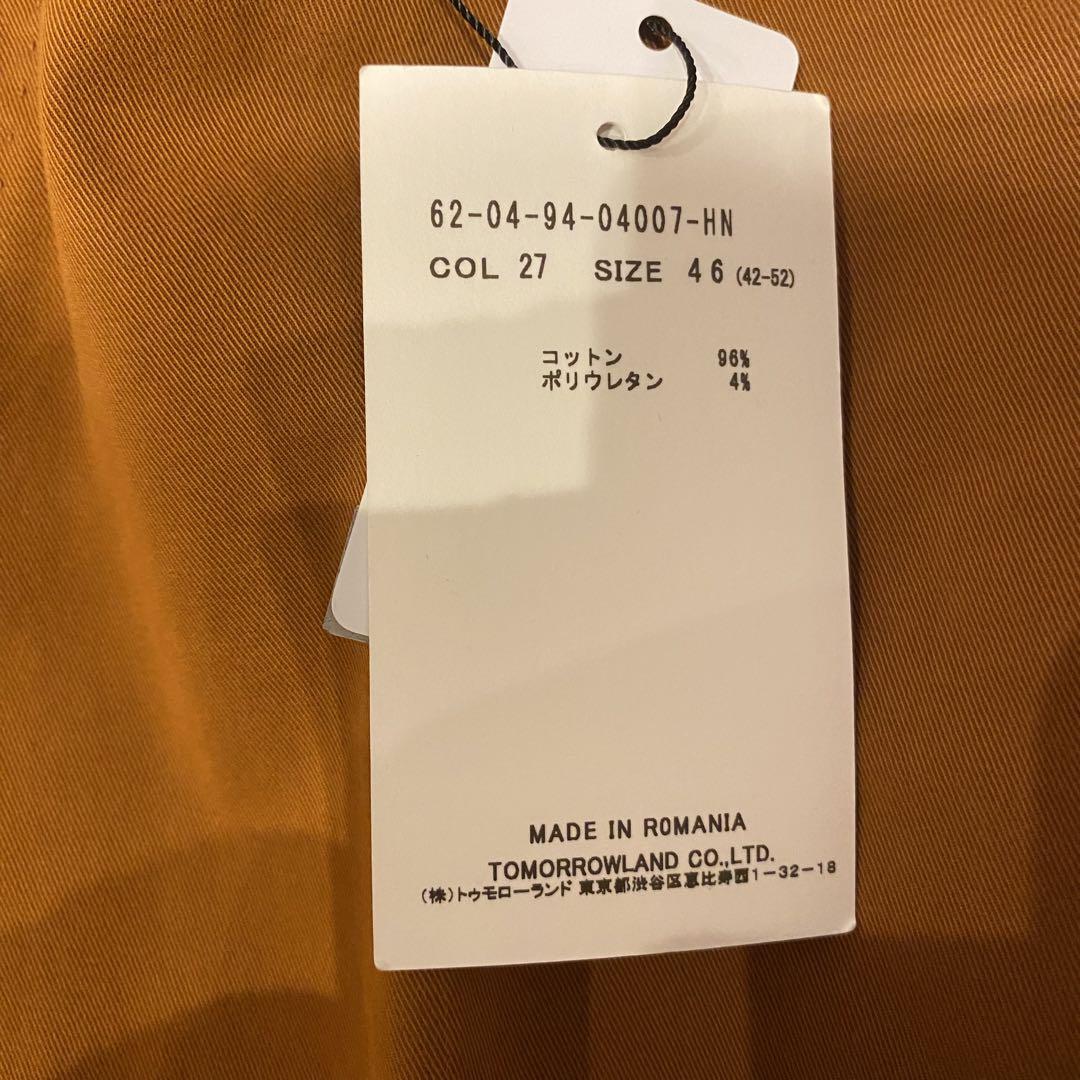 62-04-94-04007-HN
COL 27 SIZE 46 (42-52)
コットン 96%
ポリウレタン 4%
MADE IN ROMANIA
TOMORROWLAND CO.,LTD.
(株)トゥモローランド 東京都渋谷区恵比寿西1-32-18